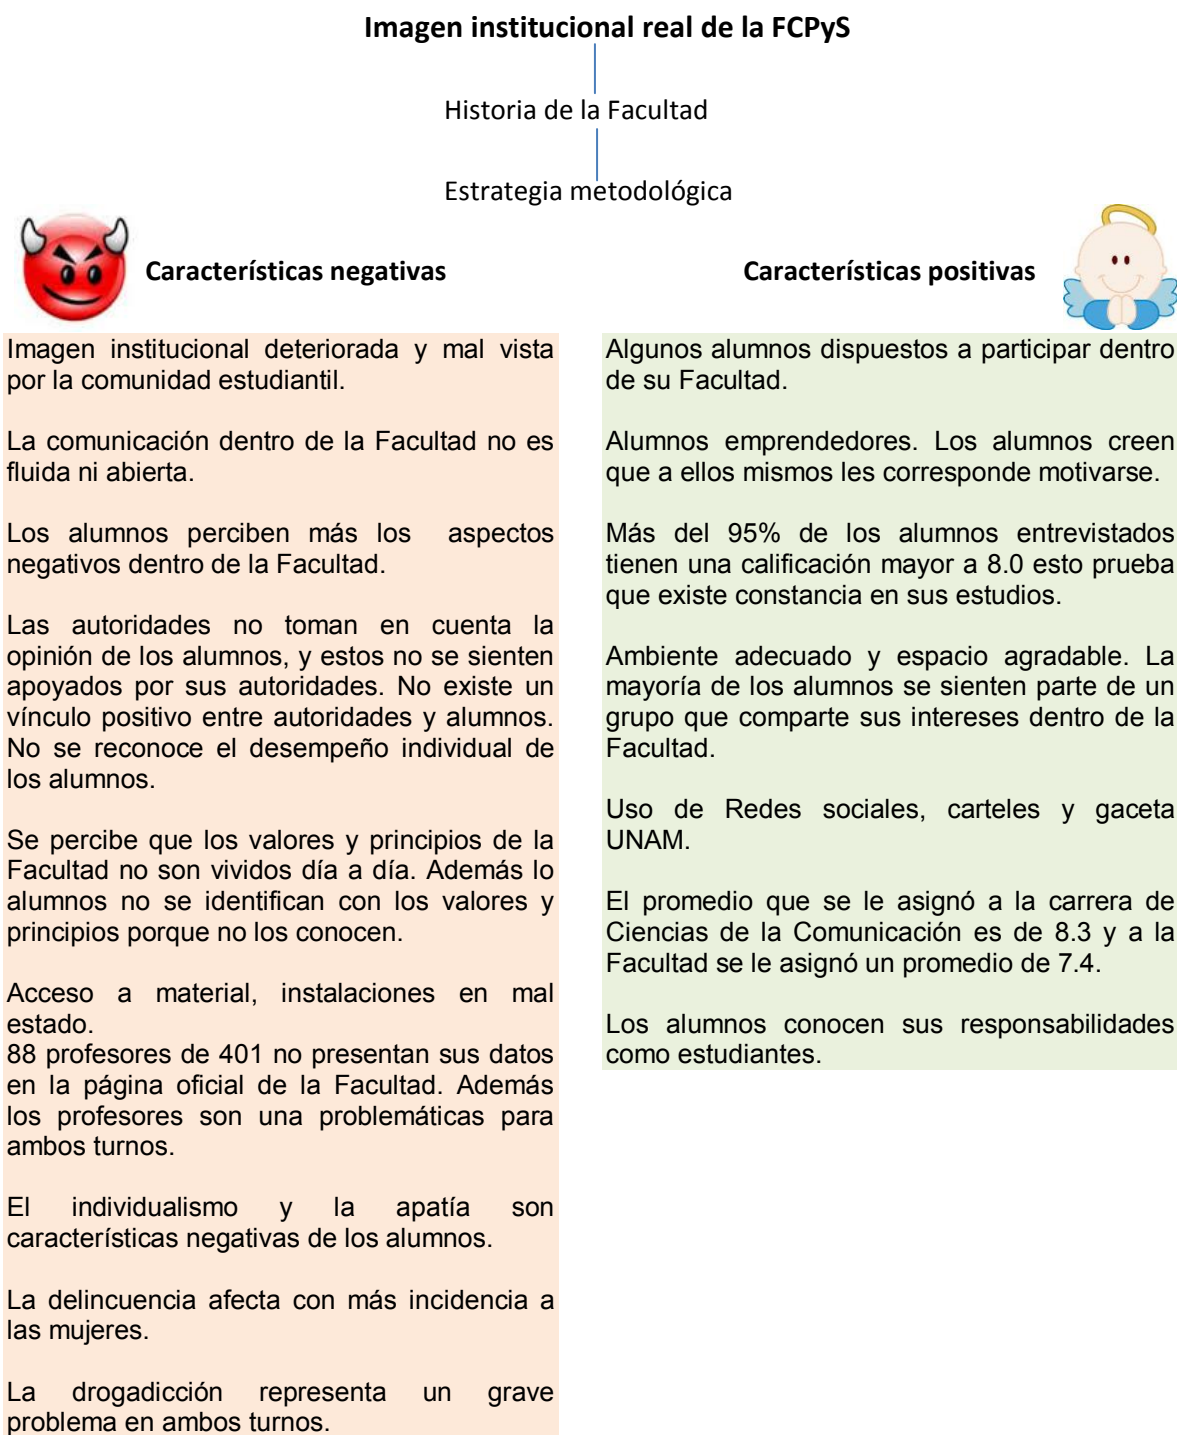 Imagen institucional real de la FCPyS
Historia de la Facultad
Estrategia metodológica
Características negativas
Características positivas
Imagen institucional deteriorada y mal vista
por la comunidad estudiantil.
La comunicación dentro de la Facultad no es
fluida ni abierta.
Los alumnos perciben más los aspectos
negativos dentro de la Facultad.
Las autoridades no toman en cuenta la
opinión de los alumnos, y estos no se sienten
apoyados por sus autoridades. No existe un
vínculo positivo entre autoridades y alumnos.
No se reconoce el desempeño individual de
los alumnos.
Se percibe que los valores y principios de la
Facultad no son vividos día a día. Además lo
alumnos no se identifican con los valores y
principios porque no los conocen.
Acceso a material, instalaciones en mal
estado.
88 profesores de 401 no presentan sus datos
en la página oficial de la Facultad. Además
los profesores son una problemáticas para
ambos turnos.
El individualismo y la apatía son
características negativas de los alumnos.
La delincuencia afecta con más incidencia a
las mujeres.
La drogadicción representa un grave
problema en ambos turnos.
Algunos alumnos dispuestos a participar dentro
de su Facultad.
Alumnos emprendedores. Los alumnos creen
que a ellos mismos les corresponde motivarse.
Más del 95% de los alumnos entrevistados
tienen una calificación mayor a 8.0 esto prueba
que existe constancia en sus estudios.
Ambiente adecuado y espacio agradable. La
mayoría de los alumnos se sienten parte de un
grupo que comparte sus intereses dentro de la
Facultad.
Uso de Redes sociales, carteles y gaceta
UNAM.
El promedio que se le asignó a la carrera de
Ciencias de la Comunicación es de 8.3 y a la
Facultad se le asignó un promedio de 7.4.
Los alumnos conocen sus responsabilidades
como estudiantes.